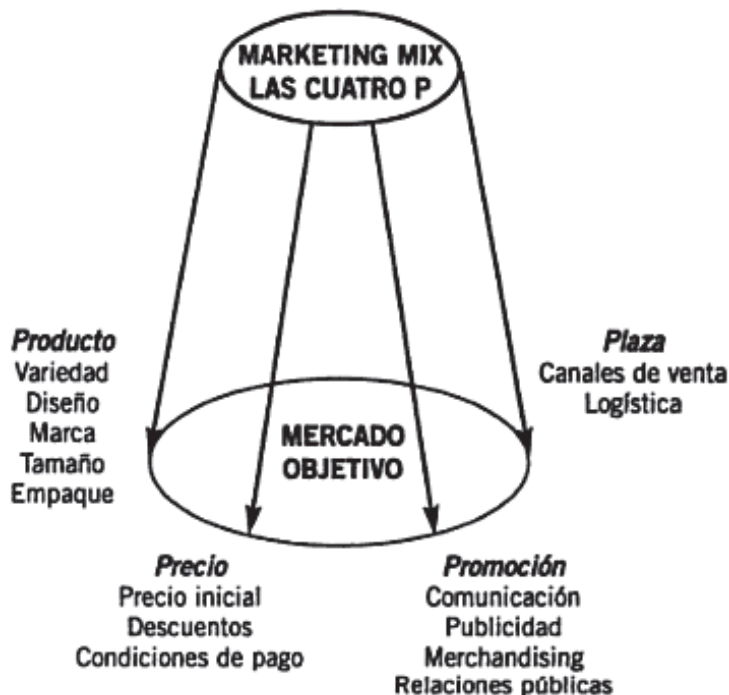 MARKETING MIX
LAS CUATRO P
Producto
Variedad
Diseño
Marca
Tamaño
Empaque
Plaza
Canales de venta
Logística
MERCADO
OBJETIVO
Precio
Precio inicial
Descuentos
Condiciones de pago
Promoción
Comunicación
Publicidad
Merchandising
Relaciones públicas